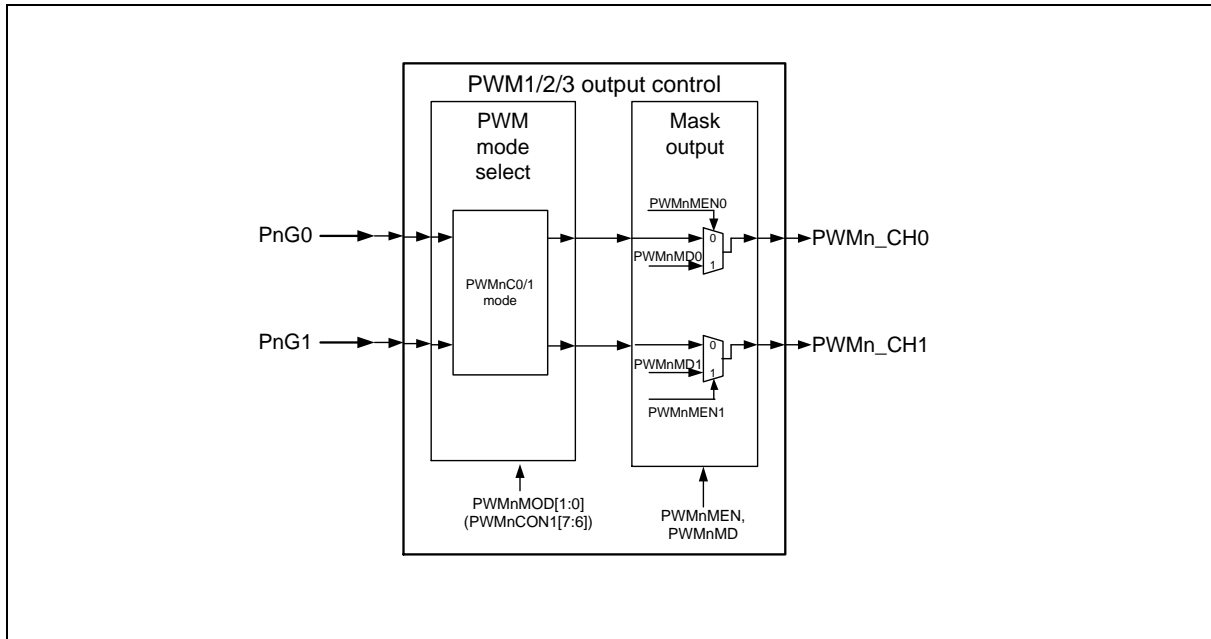 PWM1/2/3 output control
PWM
mode
select
Mask
output
PWMnMEN0
PnG0
0
PWMn_CH0
PWMnMD0
1
PWMnC0/1
mode
PnG1
0
PWMn_CH1
PWMnMD1
1
PWMnMEN1
PWMnMOD[1:0]
(PWMnCON1[7:6])
PWMnMEN,
PWMnMD